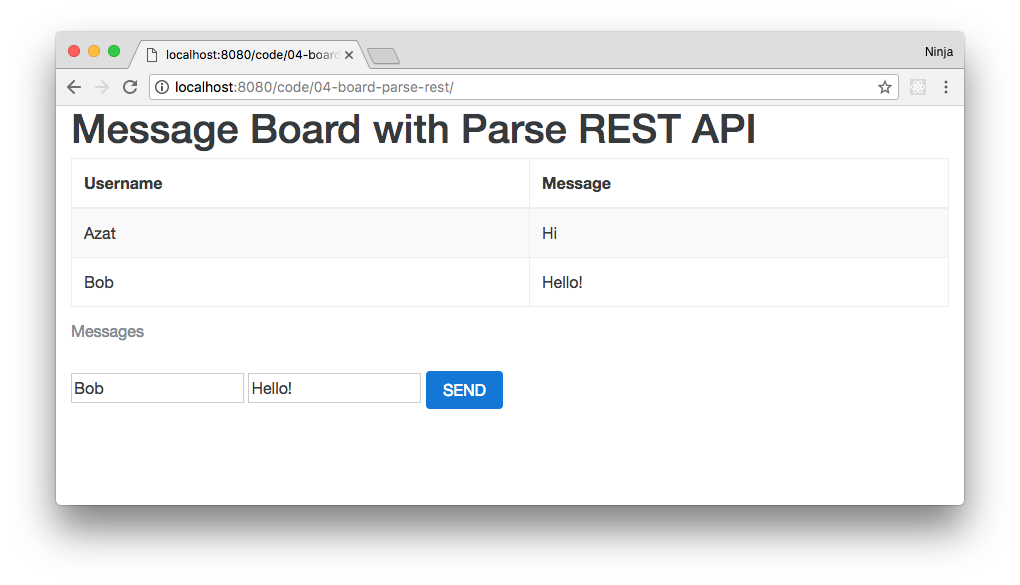 localhost:8080/code/04-board
Ninja
localhost:8080/code/04-board-parse-rest/
Message Board with Parse REST API
Username Message
Azat Hi
Bob Hello!
Messages
Bob Hello! SEND